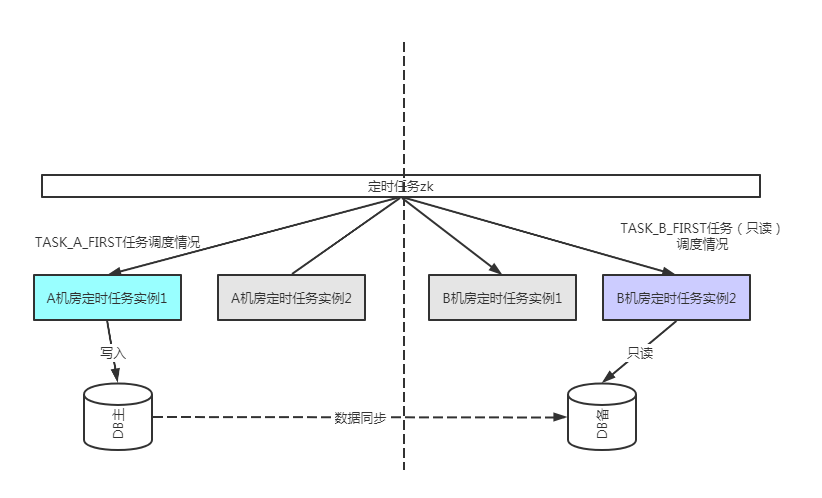 定时任务zk
TASK_A_FIRST任务调度情况
TASK_B_FIRST任务（只读）
调度情况
A机房定时任务实例1
A机房定时任务实例2
B机房定时任务实例1
B机房定时任务实例2
写入
只读
DB主
数据同步
DB备